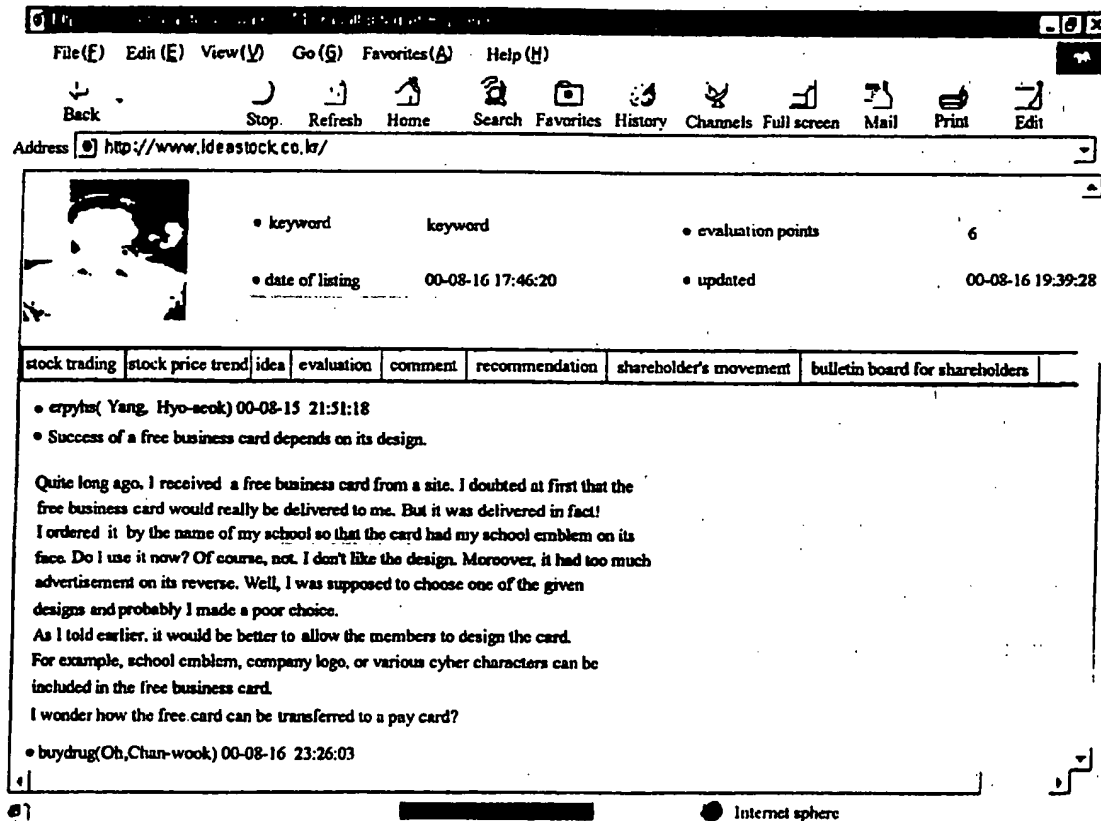 File(F) Edit (E) View(V) Go(G) Favorites(A) Help (H)
Back Stop. Refresh Home Search Favorites History Channels Full screen Mail Print Edit
Address http://www.ideastock.co.kr/
• keyword keyword • evaluation points 6
• date of listing 00-08-16 17:46:20 • updated 00-08-16 19:39:28
stock trading stock price trend idea evaluation comment recommendation shareholder's movement bulletin board for shareholders
• erpyhs( Yang, Hyo-seok) 00-08-15 21:51:18
• Success of a free business card depends on its design.
Quite long ago, I received a free business card from a site. I doubted at first that the
free business card would really be delivered to me. But it was delivered in fact!
I ordered it by the name of my school so that the card had my school emblem on its
face. Do I use it now? Of course, not. I don't like the design. Moreover, it had too much
advertisement on its reverse. Well, I was supposed to choose one of the given
designs and probably I made a poor choice.
As I told earlier, it would be better to allow the members to design the card.
For example, school emblem, company logo, or various cyber characters can be
included in the free business card.
I wonder how the free card can be transferred to a pay card?
• buydrug(Oh,Chan-wook) 00-08-16 23:26:03
Internet sphere